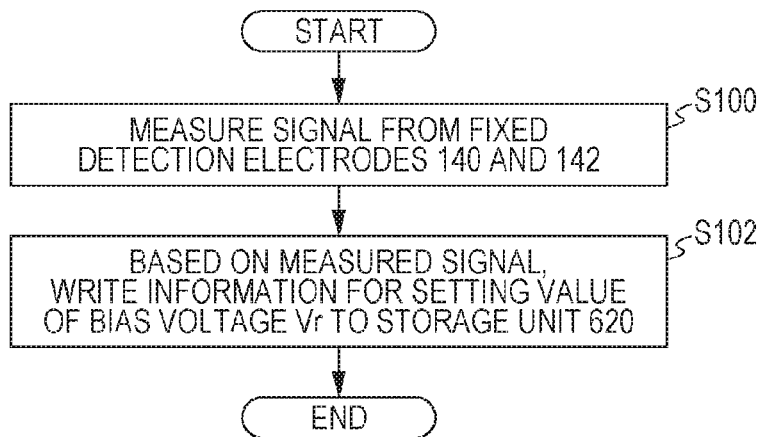 START
S100
MEASURE SIGNAL FROM FIXED
DETECTION ELECTRODES 140 AND 142
S102
BASED ON MEASURED SIGNAL,
WRITE INFORMATION FOR SETTING VALUE
OF BIAS VOLTAGE Vr TO STORAGE UNIT 620
END